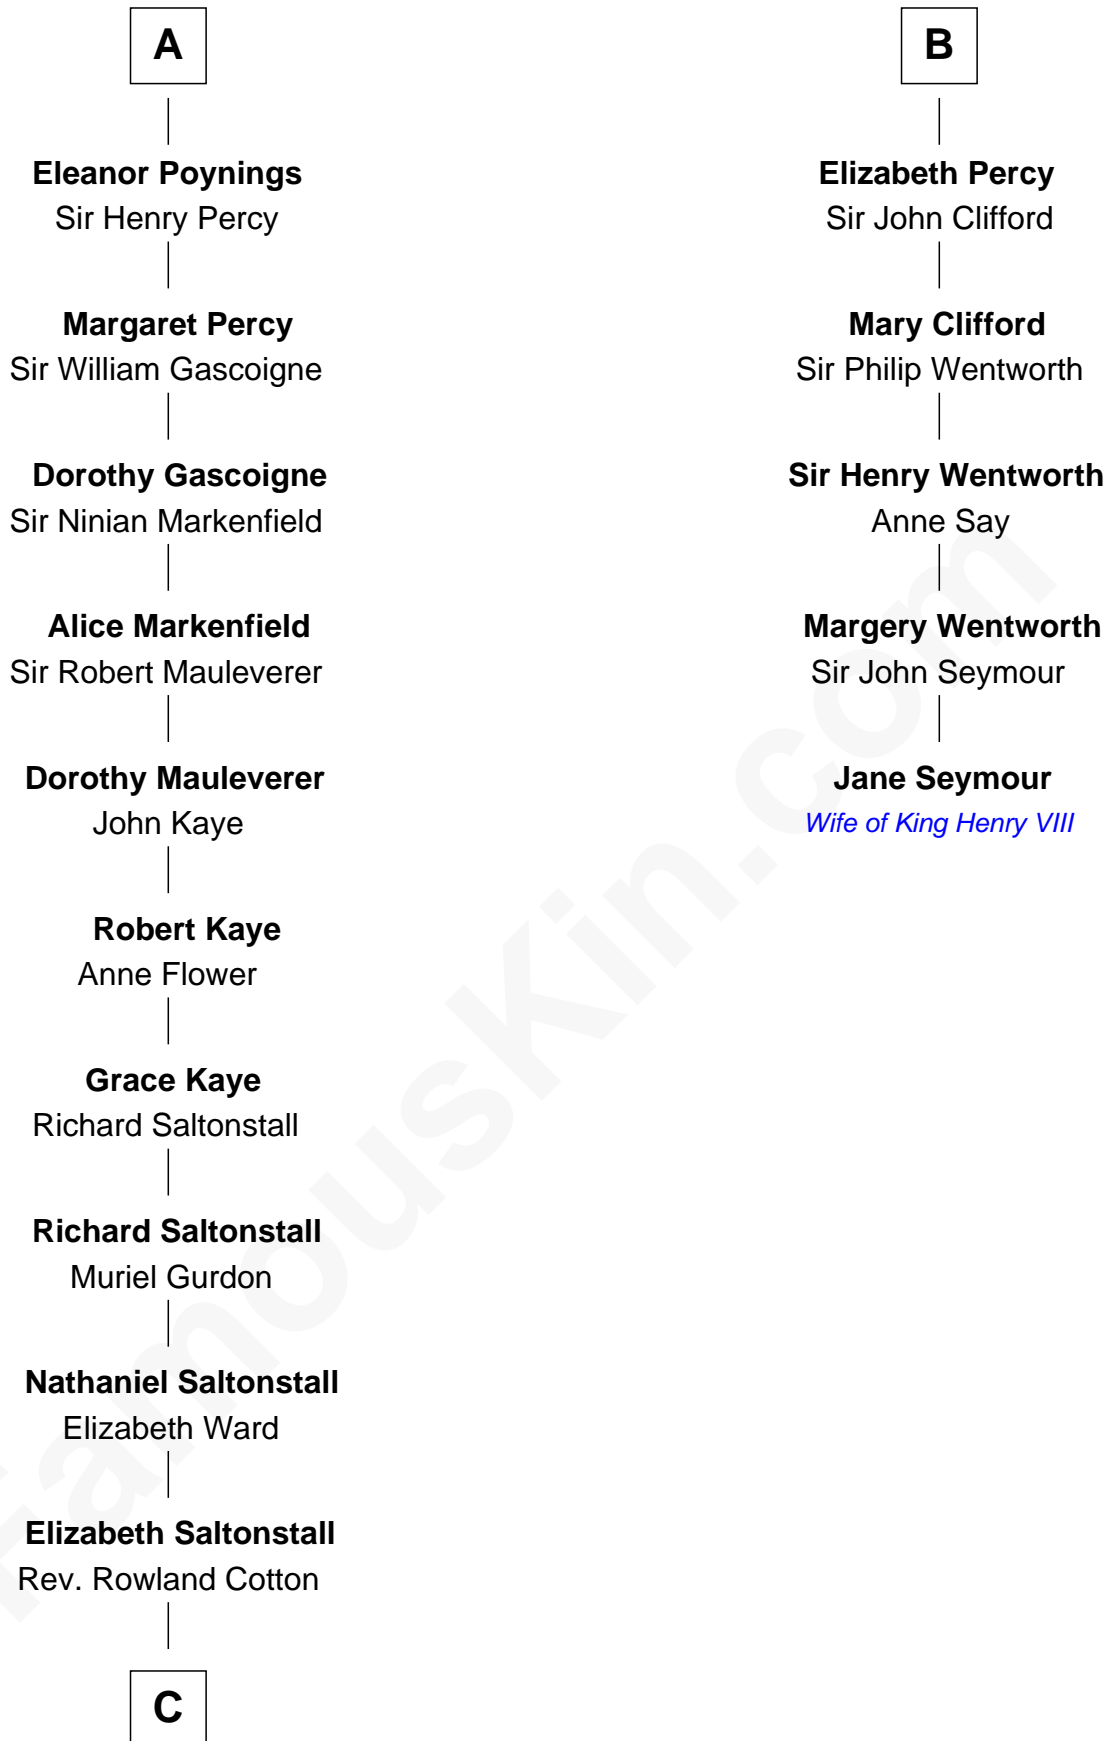 A
Eleanor Poynings
Sir Henry Percy
Margaret Percy
Sir William Gascoigne
Dorothy Gascoigne
Sir Ninian Markenfield
Alice Markenfield
Sir Robert Mauleverer
Dorothy Mauleverer
John Kaye
Robert Kaye
Anne Flower
Grace Kaye
Richard Saltonstall
Richard Saltonstall
Muriel Gurdon
Nathaniel Saltonstall
Elizabeth Ward
Elizabeth Saltonstall
Rev. Rowland Cotton
C
B
Elizabeth Percy
Sir John Clifford
Mary Clifford
Sir Philip Wentworth
Sir Henry Wentworth
Anne Say
Margery Wentworth
Sir John Seymour
Jane Seymour
Wife of King Henry VIII
FamousKin.com